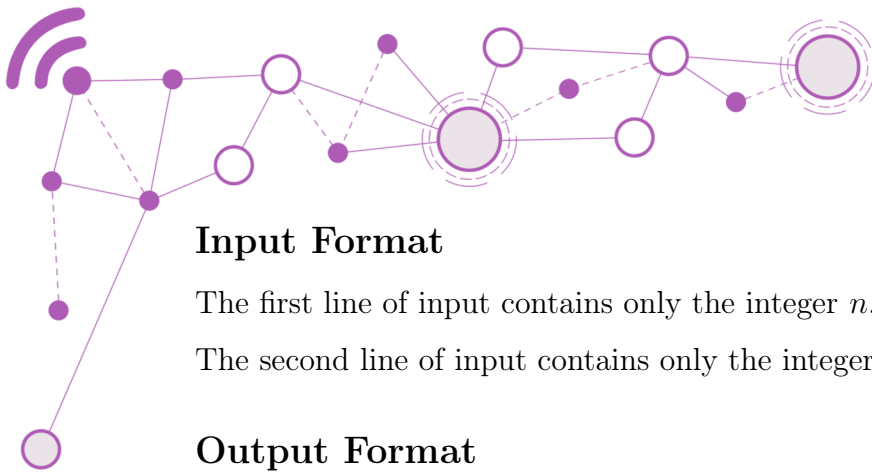 Input Format
The first line of input contains only the integer n.
The second line of input contains only the integer
Output Format